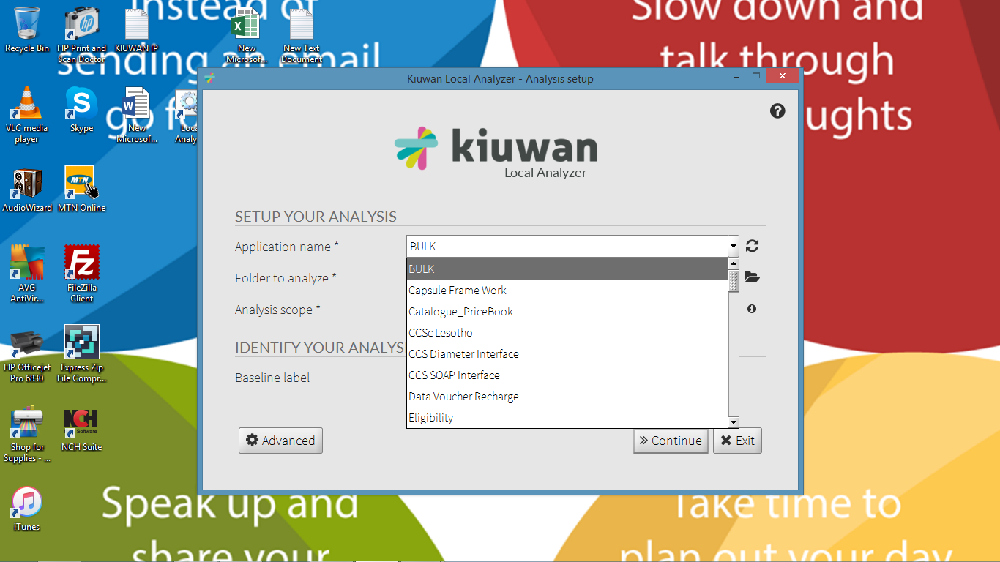 Instead of
sending an email
go fo
Slow down and
talk through
ughts
Speak up and
share your
Take time to
plan out your day
Recycle Bin
HP Print and
Scan Doctor
KIUWAN IP
New
Microsof...
New Text
Document
VLC media
player
Skype
New
Microsof...
Loca
Analy
AudioWizard
MTN
MTN Online
AVG
AntiVir...
FileZilla
Client
HP Officejet
Pro 6830
Express Zip
File Compr...
Shop for
Supplies - ...
NCH
Software
NCH Suite
iTunes
Kiuwan Local Analyzer - Analysis setup
kiuwan
Local Analyzer
SETUP YOUR ANALYSIS
Application name *
BULK
Folder to analyze *
Analysis scope *
BULK
Capsule Frame Work
Catalogue_PriceBook
CCSc Lesotho
CCS Diameter Interface
CCS SOAP Interface
Data Voucher Recharge
Eligibility
IDENTIFY YOUR ANALYSI
Baseline label
Advanced
Continue
Exit